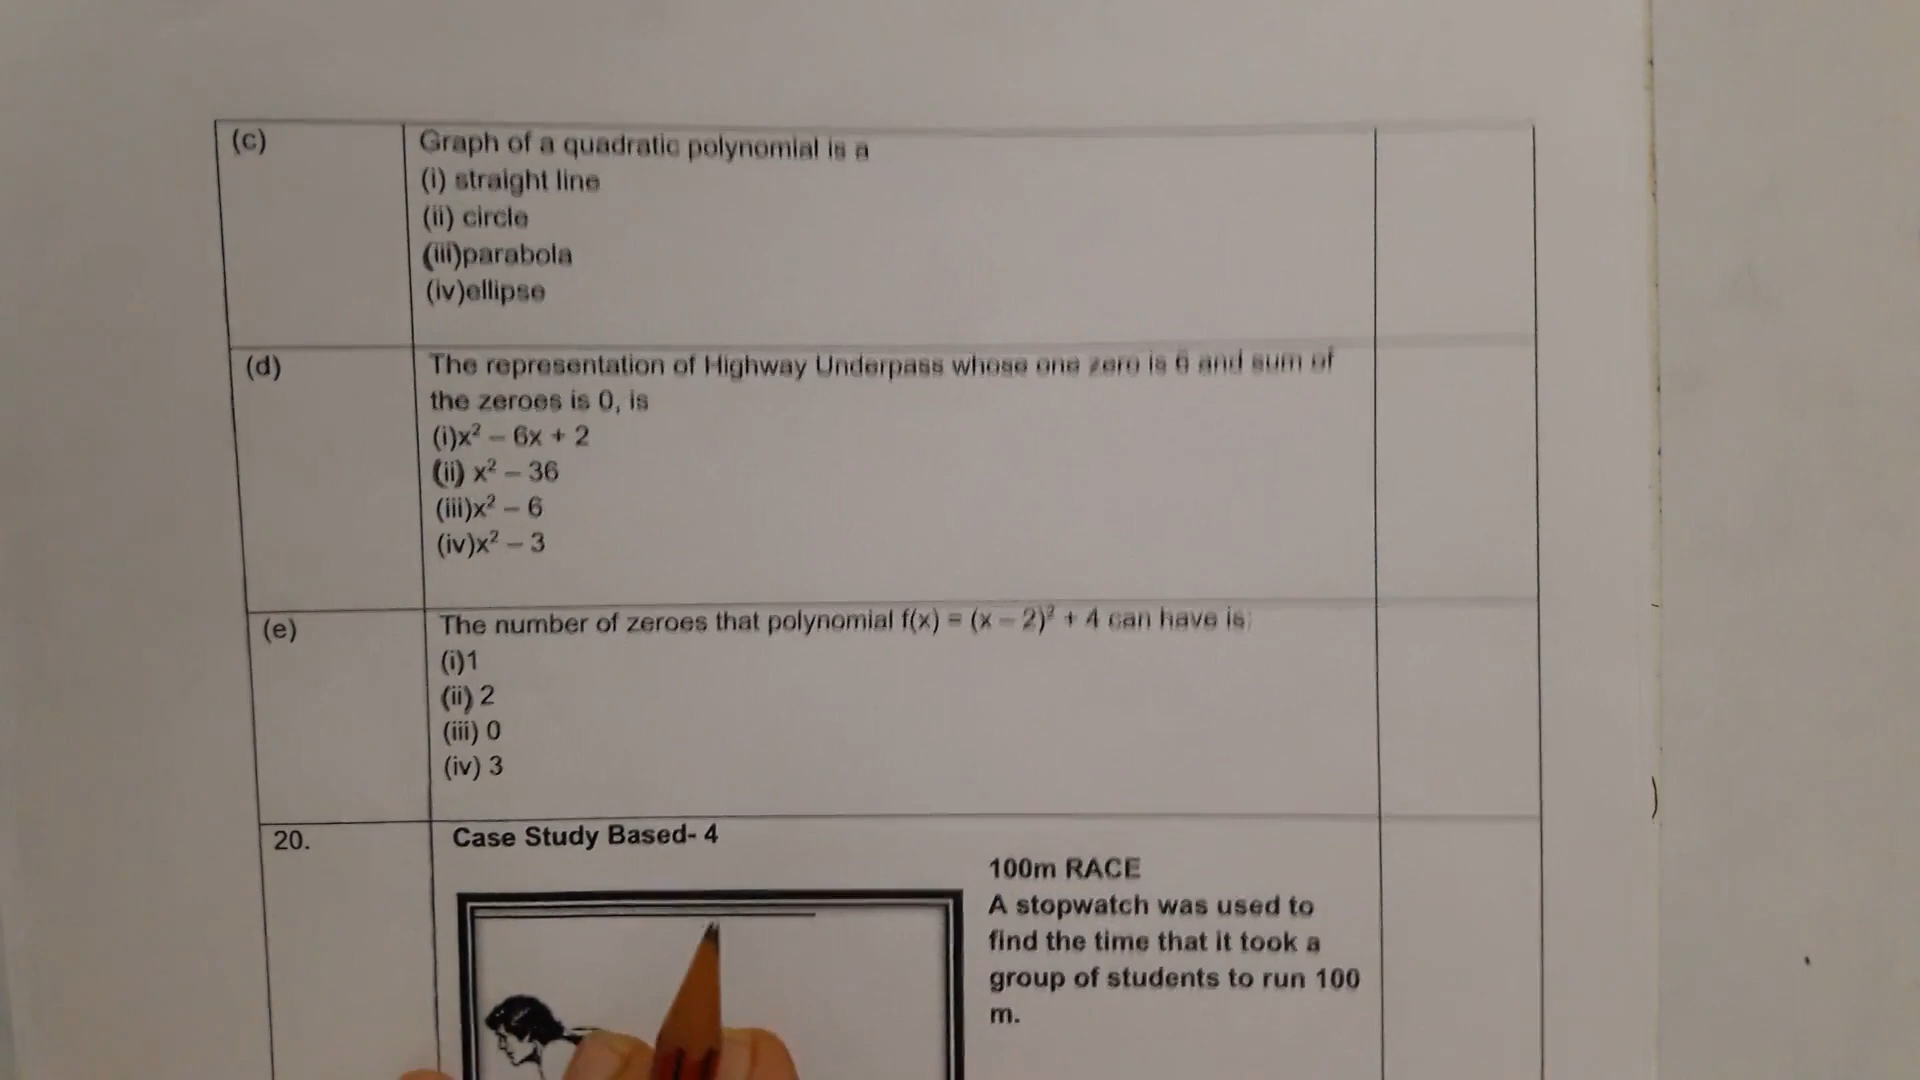 (c)
Graph of a quadratic polynomial is a
(i) straight line
(ii) circle
(iii)parabola
(iv)ellipse
(d)
The representation of Highway Underpass whose one zero is 6 and sum of
the zeroes is 0, is
(i)x² – 6x + 2
(ii) x² – 36
(iii)x² – 6
(iv)x² – 3
(e)
The number of zeroes that polynomial f(x) = (x – 2)² + 4 can have is:
(i)1
(ii) 2
(iii) 0
(iv) 3
20.
Case Study Based- 4
100m RACE
A stopwatch was used to
find the time that it took a
group of students to run 100
m.